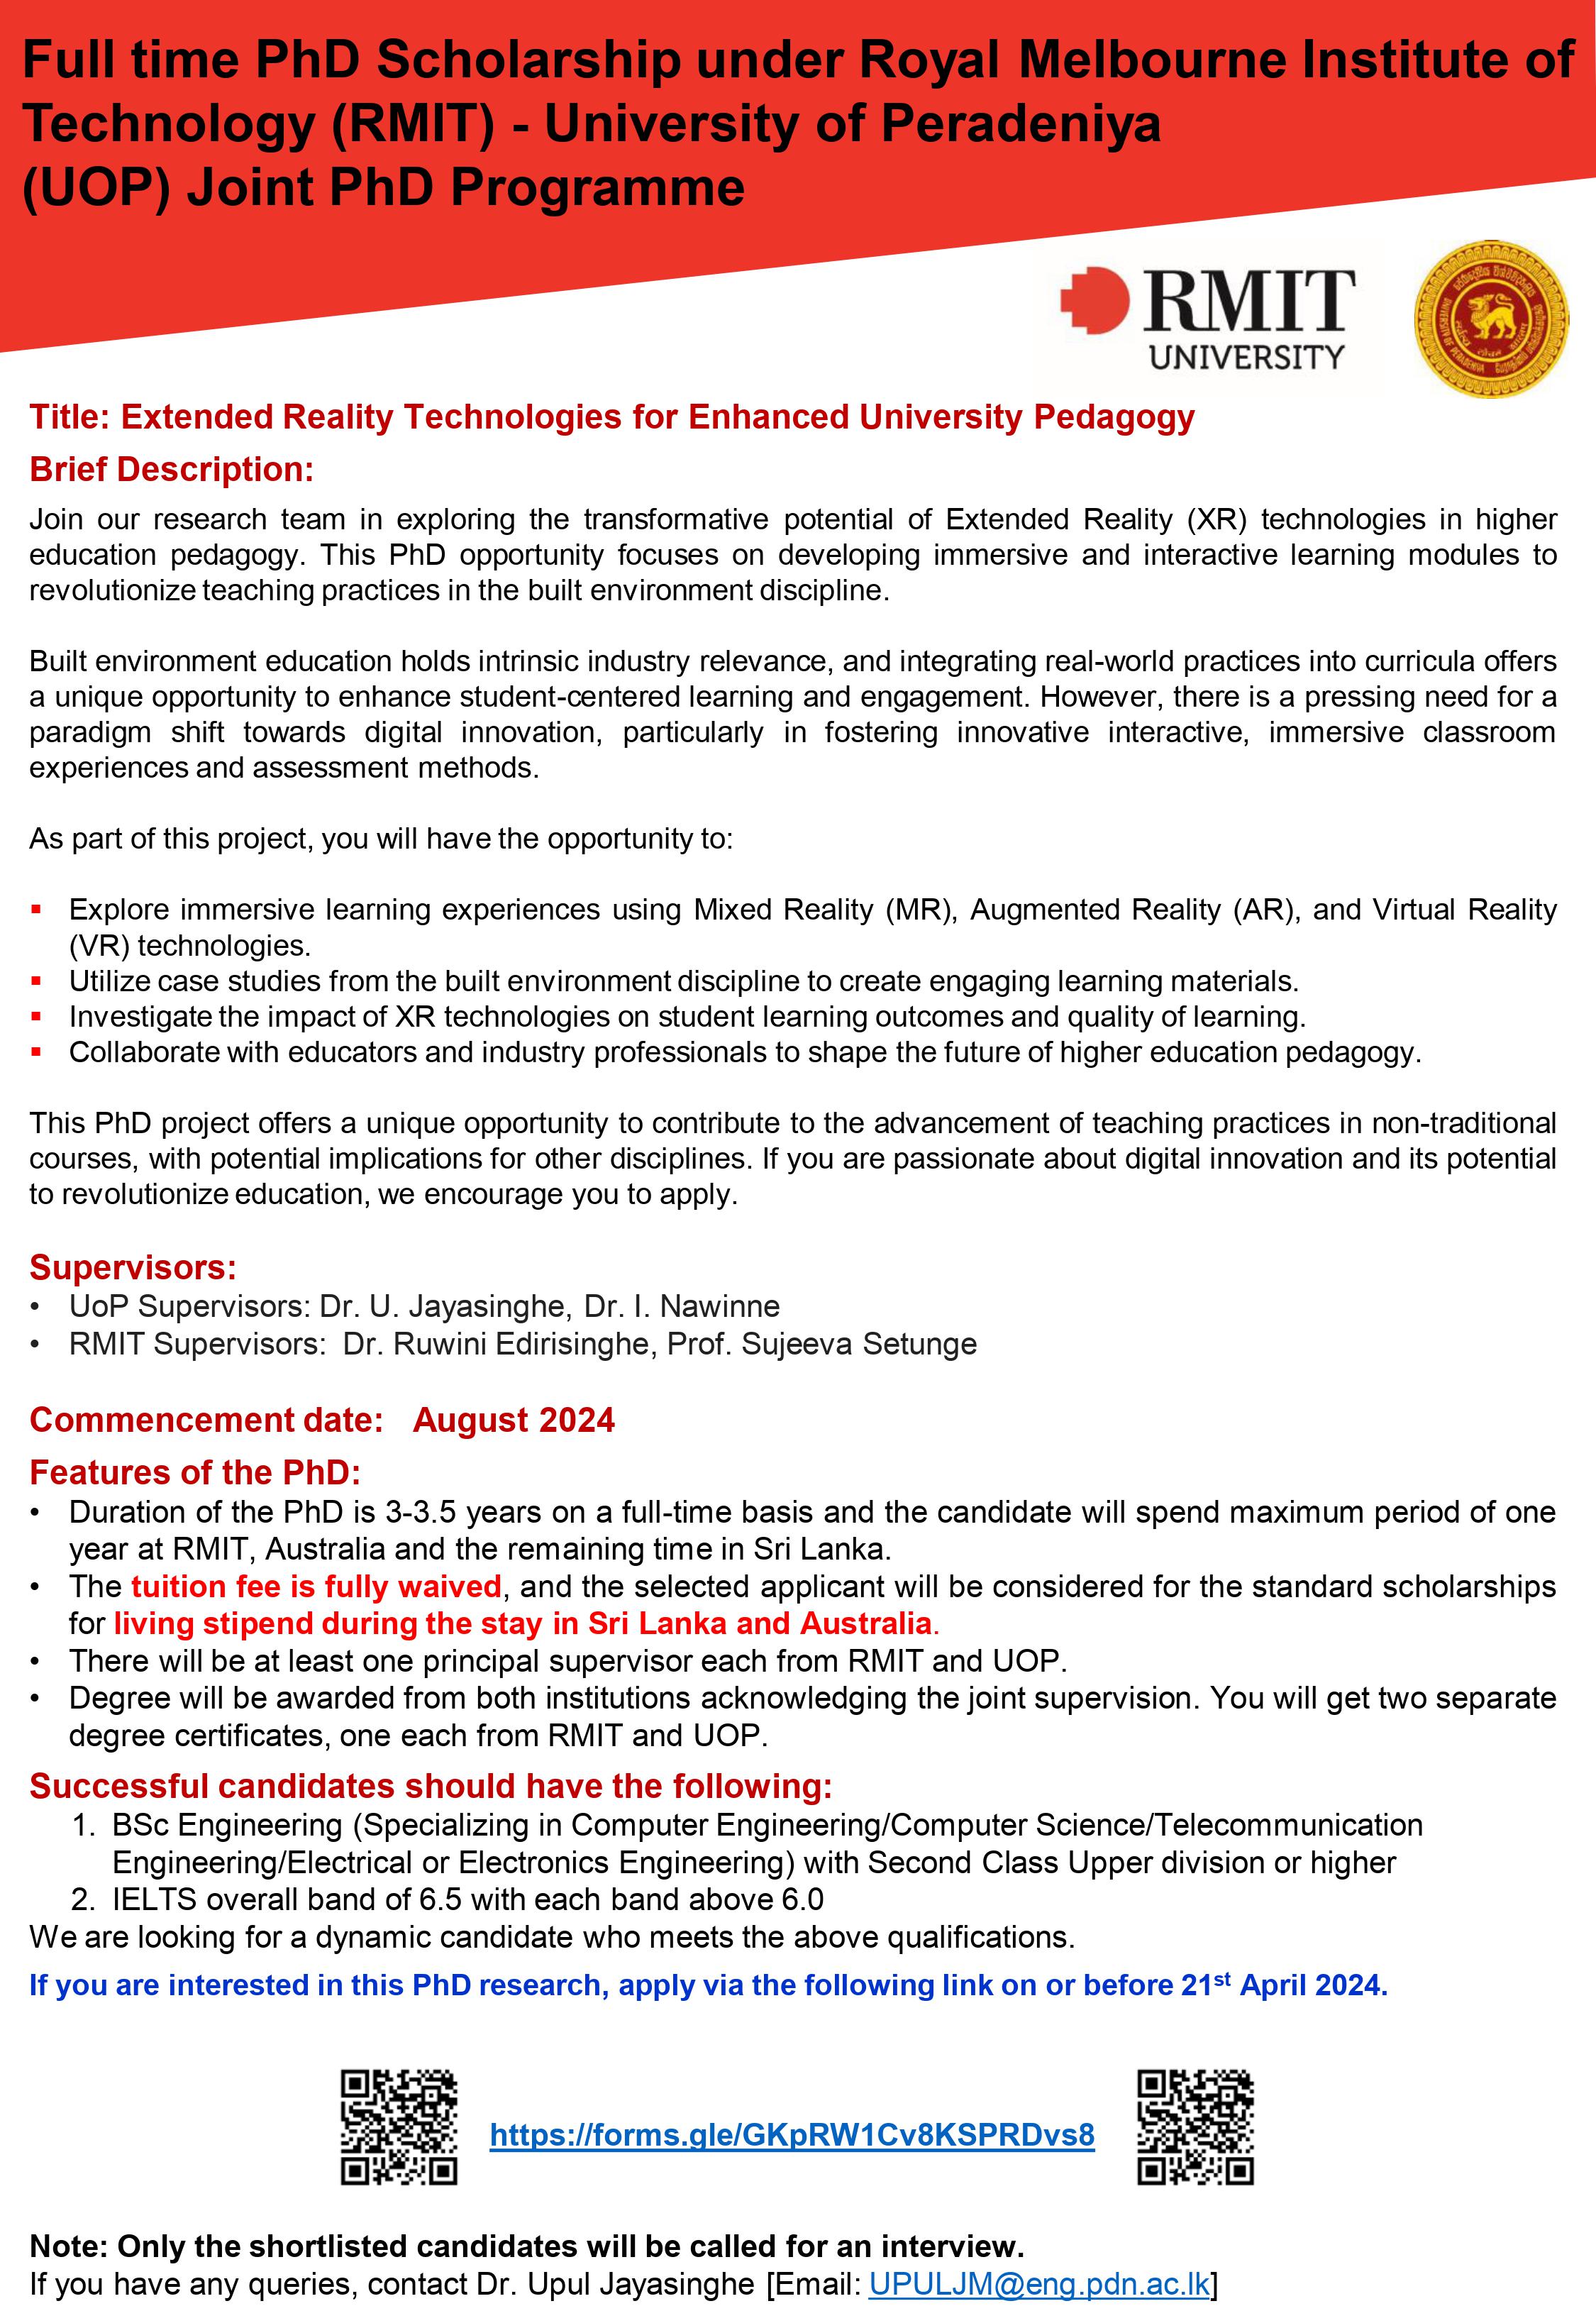 Full time PhD Scholarship under Royal Melbourne Institute of
Technology (RMIT) - University of Peradeniya
(UOP) Joint PhD Programme
RMIT
UNIVERSITY
UNIVERSITY OF PERADENIYA
Title: Extended Reality Technologies for Enhanced University Pedagogy
Brief Description:
Join our research team in exploring the transformative potential of Extended Reality (XR) technologies in higher
education pedagogy. This PhD opportunity focuses on developing immersive and interactive learning modules to
revolutionize teaching practices in the built environment discipline.
Built environment education holds intrinsic industry relevance, and integrating real-world practices into curricula offers
a unique opportunity to enhance student-centered learning and engagement. However, there is a pressing need for a
paradigm shift towards digital innovation, particularly in fostering innovative interactive, immersive classroom
experiences and assessment methods.
As part of this project, you will have the opportunity to:
▪ Explore immersive learning experiences using Mixed Reality (MR), Augmented Reality (AR), and Virtual Reality
(VR) technologies.
▪ Utilize case studies from the built environment discipline to create engaging learning materials.
▪ Investigate the impact of XR technologies on student learning outcomes and quality of learning.
▪ Collaborate with educators and industry professionals to shape the future of higher education pedagogy.
This PhD project offers a unique opportunity to contribute to the advancement of teaching practices in non-traditional
courses, with potential implications for other disciplines. If you are passionate about digital innovation and its potential
to revolutionize education, we encourage you to apply.
Supervisors:
• UoP Supervisors: Dr. U. Jayasinghe, Dr. I. Nawinne
• RMIT Supervisors: Dr. Ruwini Edirisinghe, Prof. Sujeeva Setunge
Commencement date: August 2024
Features of the PhD:
• Duration of the PhD is 3-3.5 years on a full-time basis and the candidate will spend maximum period of one
year at RMIT, Australia and the remaining time in Sri Lanka.
• The tuition fee is fully waived, and the selected applicant will be considered for the standard scholarships
for living stipend during the stay in Sri Lanka and Australia.
• There will be at least one principal supervisor each from RMIT and UOP.
• Degree will be awarded from both institutions acknowledging the joint supervision. You will get two separate
degree certificates, one each from RMIT and UOP.
Successful candidates should have the following:
1. BSc Engineering (Specializing in Computer Engineering/Computer Science/Telecommunication
Engineering/Electrical or Electronics Engineering) with Second Class Upper division or higher
2. IELTS overall band of 6.5 with each band above 6.0
We are looking for a dynamic candidate who meets the above qualifications.
If you are interested in this PhD research, apply via the following link on or before 21st April 2024.
https://forms.gle/GKpRW1Cv8KSPRDvs8
Note: Only the shortlisted candidates will be called for an interview.
If you have any queries, contact Dr. Upul Jayasinghe [Email: UPULJM@eng.pdn.ac.lk]